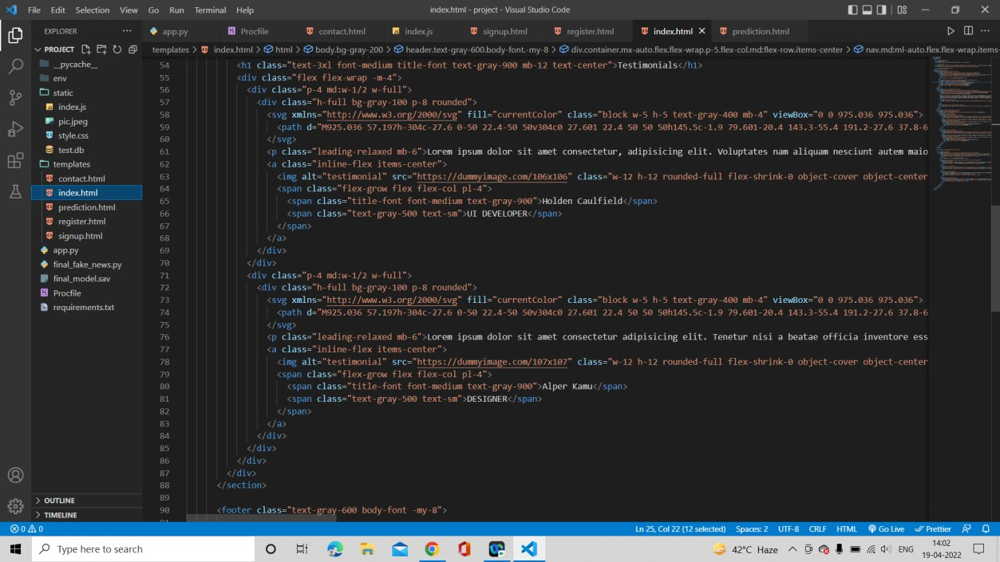 File Edit Selection View Go Run Terminal Help index.html - project - Visual Studio Code
EXPLORER
app.py Procfile contact.html index.js signup.html register.html index.html prediction.html
PROJECT
templates > index.html > html > body.bg-gray-200 > header.text-gray-600.body-font.-my-8 > div.container.mx-auto.flex.flex-wrap.p-5.flex-col.md:flex-row.items-center > nav.md:ml-auto.flex.flex-wrap.items-
__pycache__
env
static
index.js
pic.jpeg
style.css
test.db
templates
contact.html
index.html
prediction.html
register.html
signup.html
app.py
final_fake_news.py
final_model.sav
Procfile
requirements.txt
OUTLINE
TIMELINE
54 <h1 class="text-3xl font-medium title-font text-gray-900 mb-12 text-center">Testimonials</h1>
55 <div class="flex flex-wrap -m-4">
56 <div class="p-4 md:w-1/2 w-full">
57 <div class="h-full bg-gray-100 p-8 rounded">
58 <svg xmlns="http://www.w3.org/2000/svg" fill="currentColor" class="block w-5 h-5 text-gray-400 mb-4" viewBox="0 0 975.036 975.036">
59 <path d="M925.036 57.197h-304c-27.6 0-50 22.4-50 50v304c0 27.601 22.4 50 50 50h145.5c-1.9 79.601-20.4 143.3-55.4 191.2-27.6 37.8-6
60 </svg>
61 <p class="leading-relaxed mb-6">Lorem ipsum dolor sit amet consectetur, adipisicing elit. Voluptates nam aliquam nesciunt autem maio
62 <a class="inline-flex items-center">
63 <img alt="testimonial" src="https://dummyimage.com/106x106" class="w-12 h-12 rounded-full flex-shrink-0 object-cover object-center
64 <span class="flex-grow flex flex-col pl-4">
65 <span class="title-font font-medium text-gray-900">Holden Caulfield</span>
66 <span class="text-gray-500 text-sm">UI DEVELOPER</span>
67 </span>
68 </a>
69 </div>
70 </div>
71 <div class="p-4 md:w-1/2 w-full">
72 <div class="h-full bg-gray-100 p-8 rounded">
73 <svg xmlns="http://www.w3.org/2000/svg" fill="currentColor" class="block w-5 h-5 text-gray-400 mb-4" viewBox="0 0 975.036 975.036">
74 <path d="M925.036 57.197h-304c-27.6 0-50 22.4-50 50v304c0 27.601 22.4 50 50 50h145.5c-1.9 79.601-20.4 143.3-55.4 191.2-27.6 37.8-6
75 </svg>
76 <p class="leading-relaxed mb-6">Lorem ipsum dolor sit amet consectetur adipisicing elit. Tenetur nisi a beatae officia inventore ess
77 <a class="inline-flex items-center">
78 <img alt="testimonial" src="https://dummyimage.com/107x107" class="w-12 h-12 rounded-full flex-shrink-0 object-cover object-center
79 <span class="flex-grow flex flex-col pl-4">
80 <span class="title-font font-medium text-gray-900">Alper Kamu</span>
81 <span class="text-gray-500 text-sm">DESIGNER</span>
82 </span>
83 </a>
84 </div>
85 </div>
86 </div>
87 </div>
88 </section>
89
90 <footer class="text-gray-600 body-font -my-8">
0 0 Ln 25, Col 22 (12 selected) Spaces: 2 UTF-8 CRLF HTML Go Live Prettier
Type here to search 42°C Haze ENG 14:02
19-04-2022